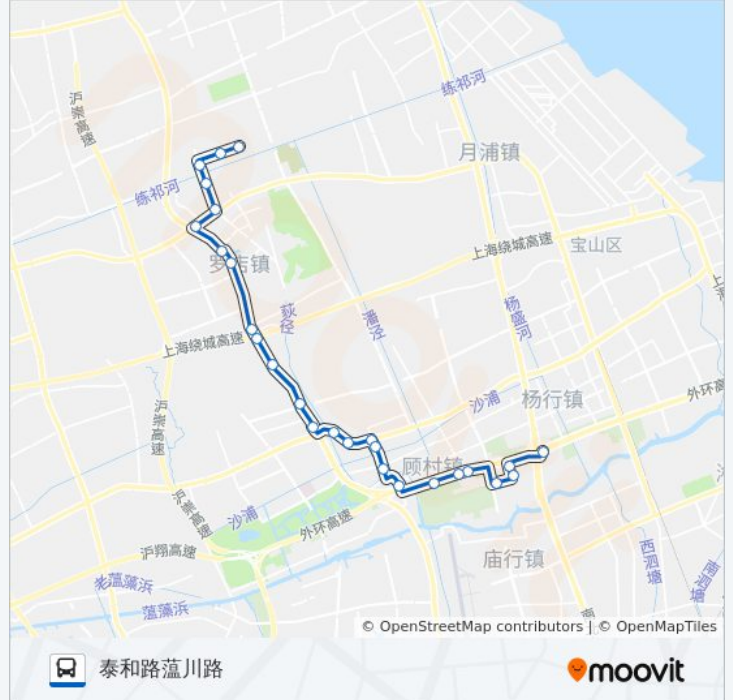 练祁河
沪崇高速
月浦镇
练祁河
上海绕城高速
宝山区
罗店镇
荻泾
潘泾
杨盛河
上海绕城高速
外环高
沙浦
杨行镇
沪崇高速
顾村镇
沪崇高速
沙浦
外环高速
沪翔高速
庙行镇
西泗塘
南泗塘
老蕰藻浜
蕰藻浜
© OpenStreetMap contributors | © OpenMapTiles
泰和路蕰川路
moovit